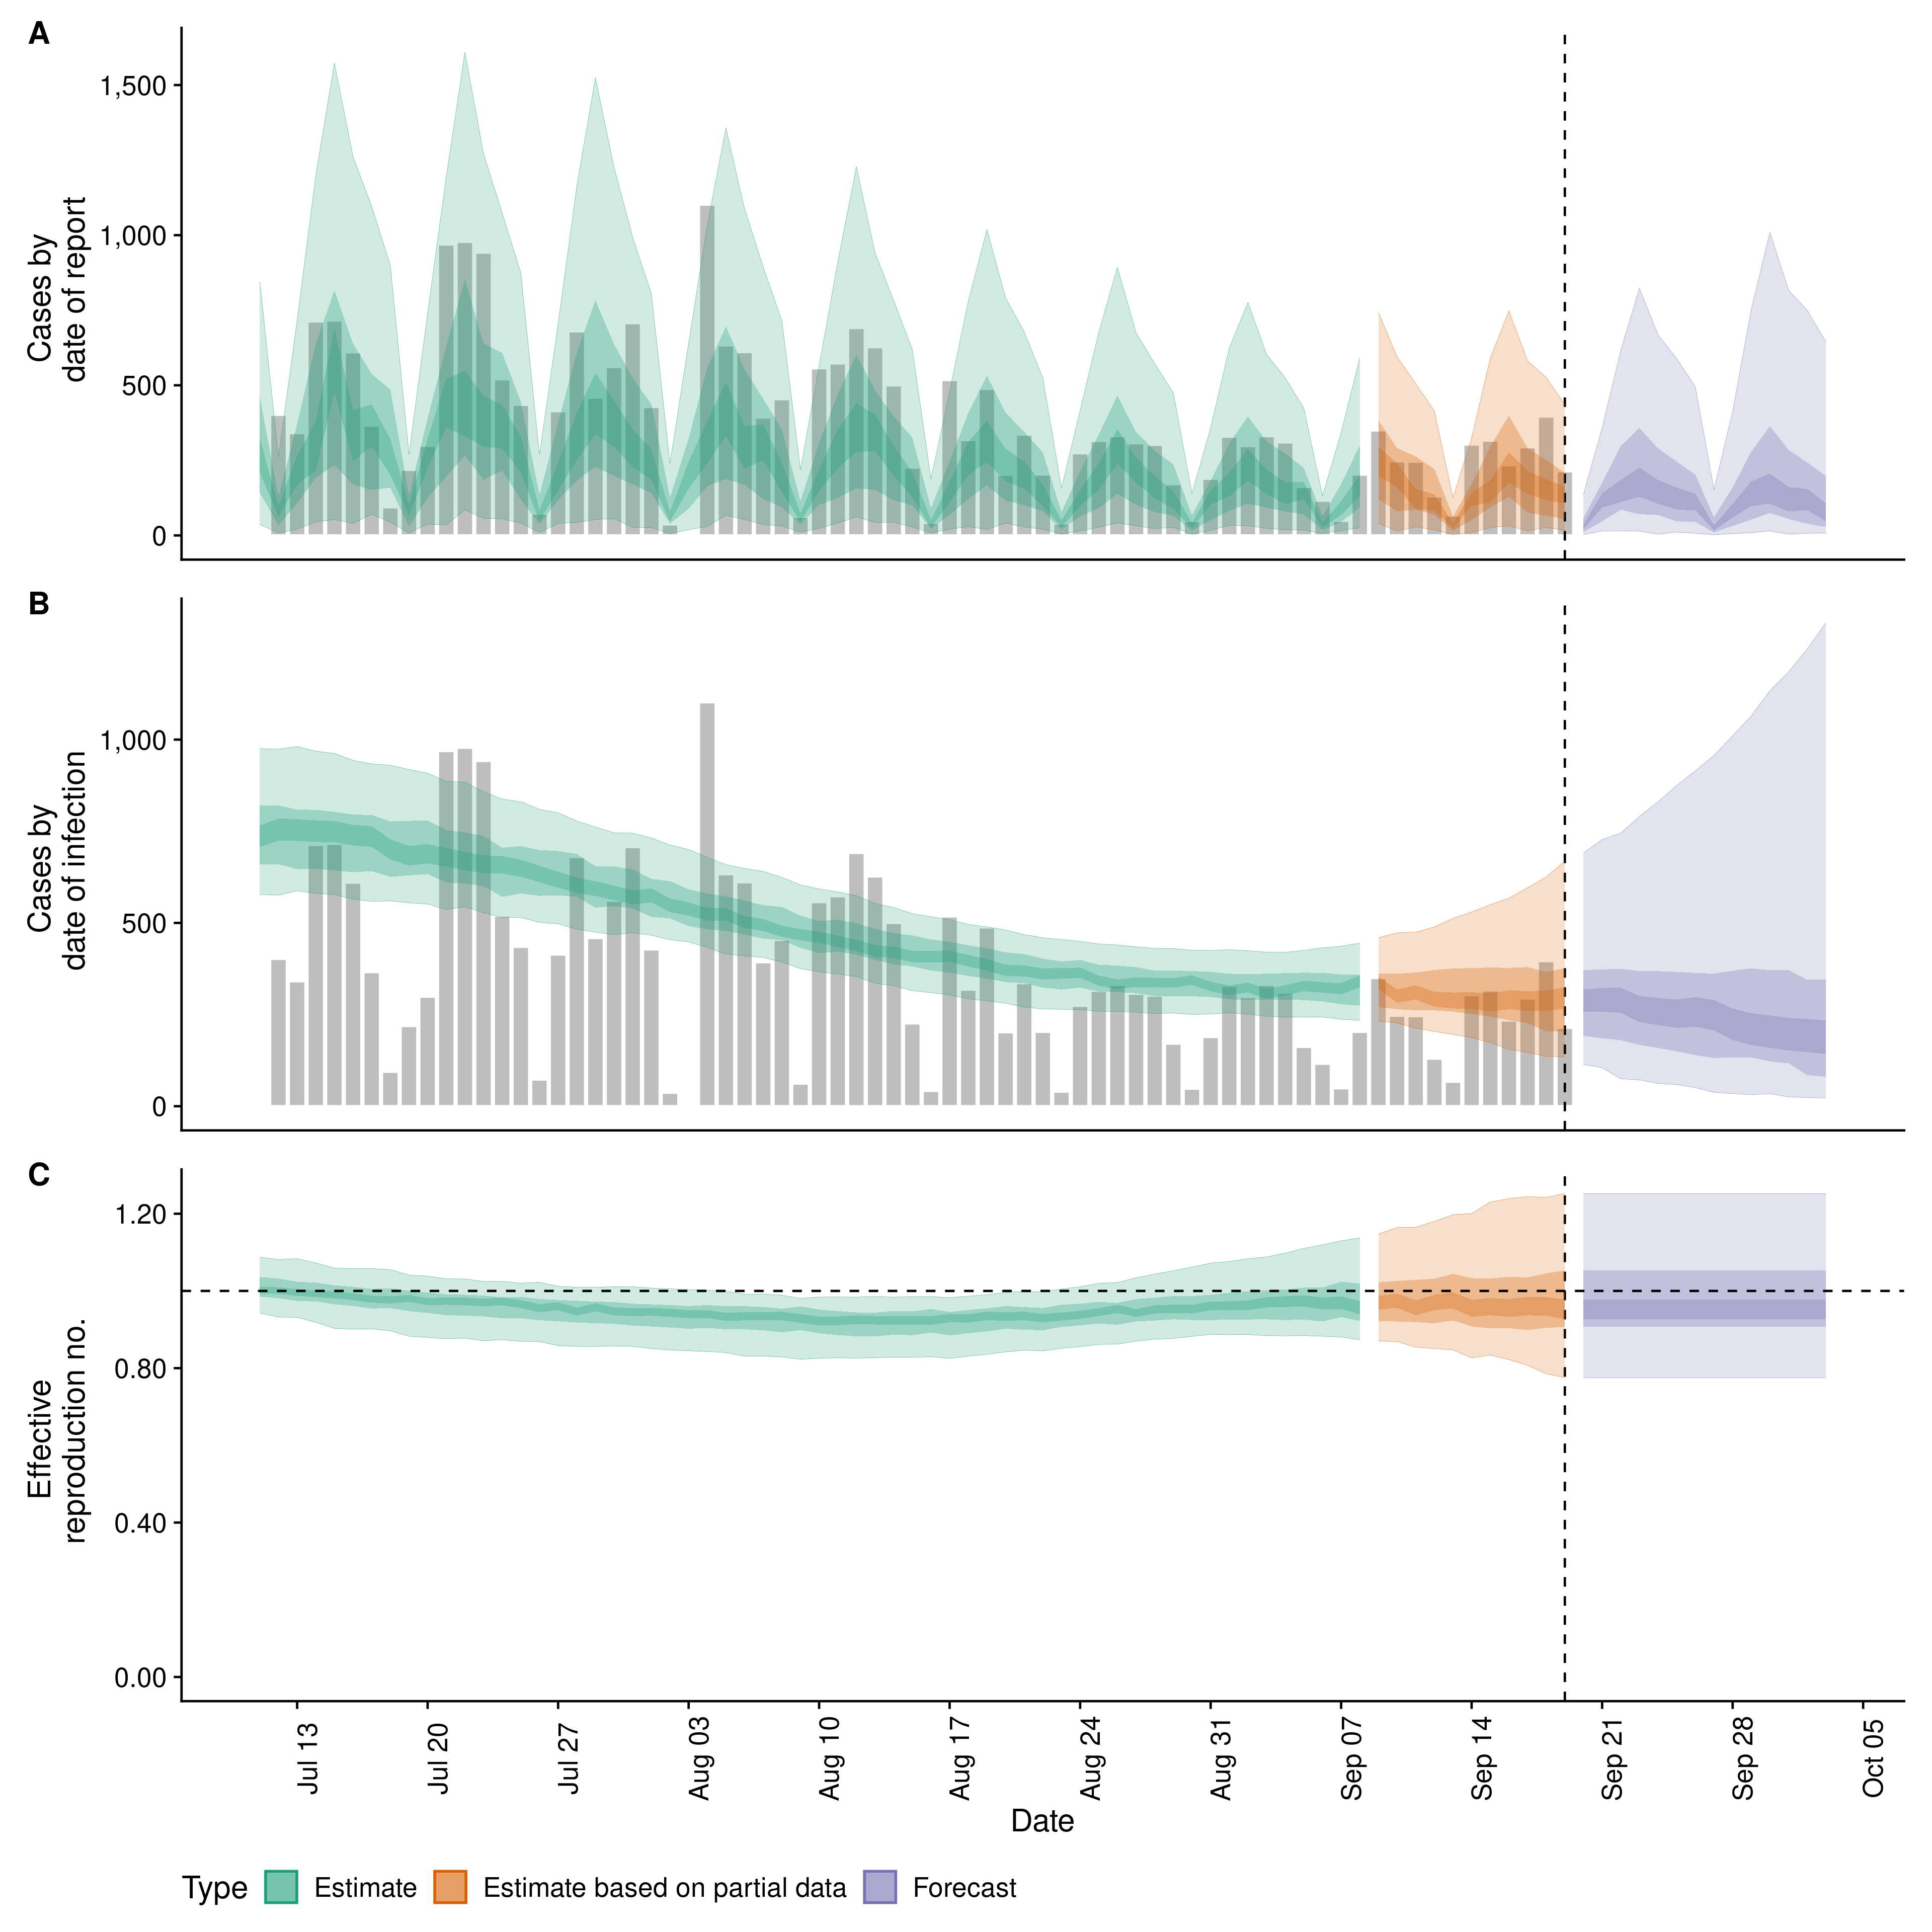 A
Cases by
date of report
1,500
1,000
500
0
B
Cases by
date of infection
1,000
500
0
C
Effective
reproduction no.
1.20
0.80
0.40
0.00
Jul 13
Jul 20
Jul 27
Aug 03
Aug 10
Aug 17
Aug 24
Aug 31
Sep 07
Sep 14
Sep 21
Sep 28
Oct 05
Date
Type Estimate Estimate based on partial data Forecast